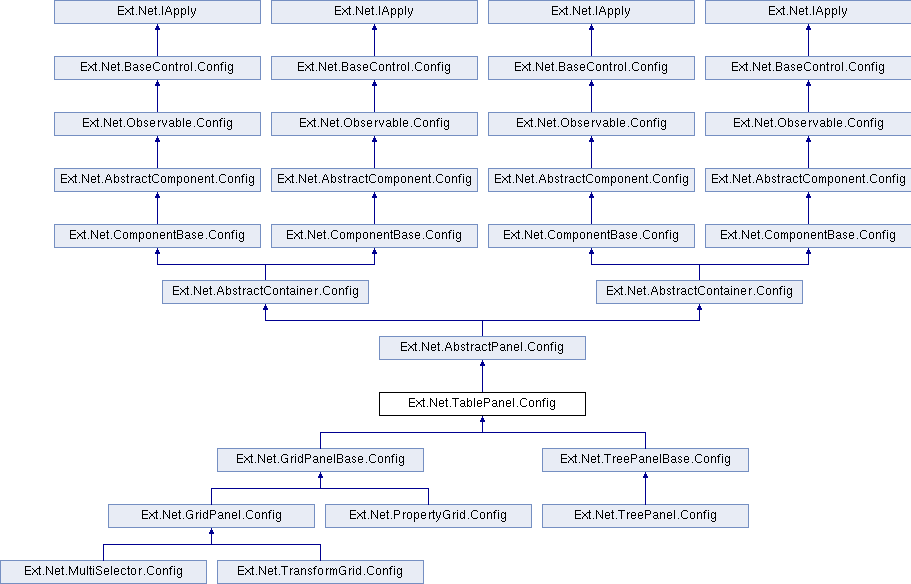 Ext.Net.IApply
Ext.Net.IApply
Ext.Net.IApply
Ext.Net.IApply
Ext.Net.BaseControl.Config
Ext.Net.BaseControl.Config
Ext.Net.BaseControl.Config
Ext.Net.BaseControl.Config
Ext.Net.Observable.Config
Ext.Net.Observable.Config
Ext.Net.Observable.Config
Ext.Net.Observable.Config
Ext.Net.AbstractComponent.Config
Ext.Net.AbstractComponent.Config
Ext.Net.AbstractComponent.Config
Ext.Net.AbstractComponent.Config
Ext.Net.ComponentBase.Config
Ext.Net.ComponentBase.Config
Ext.Net.ComponentBase.Config
Ext.Net.ComponentBase.Config
Ext.Net.AbstractContainer.Config
Ext.Net.AbstractContainer.Config
Ext.Net.AbstractPanel.Config
Ext.Net.TablePanel.Config
Ext.Net.GridPanelBase.Config
Ext.Net.TreePanelBase.Config
Ext.Net.GridPanel.Config
Ext.Net.PropertyGrid.Config
Ext.Net.TreePanel.Config
Ext.Net.MultiSelector.Config
Ext.Net.TransformGrid.Config